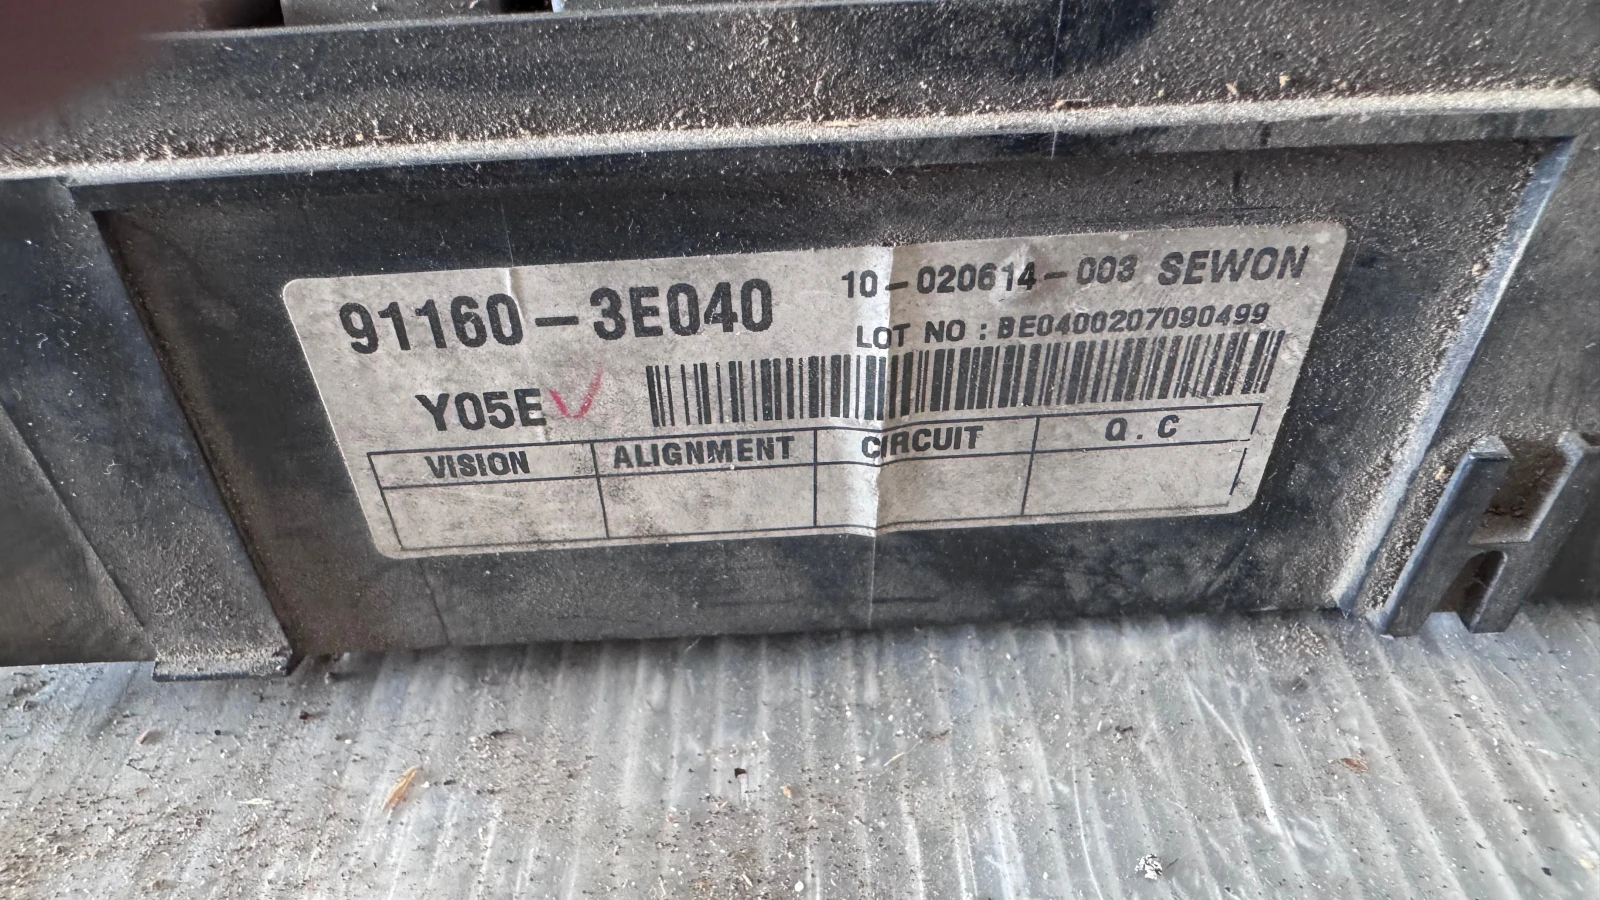 91160-3E040
10-020614-003 SEWON
LOT NO : BE0400207090499
Y05E
VISION ALIGNMENT CIRCUIT Q.C